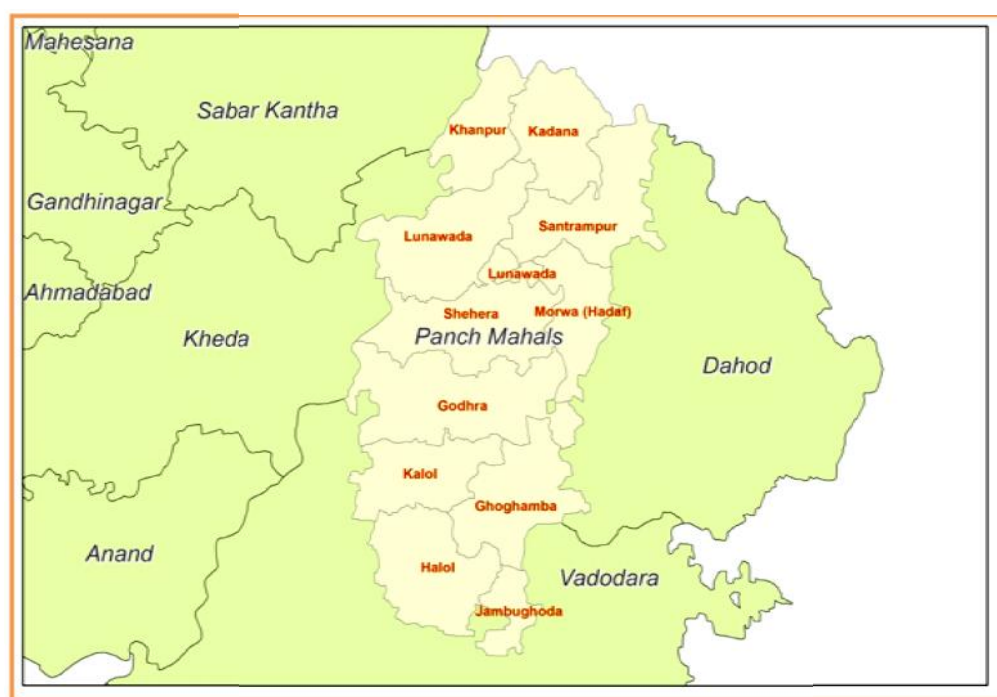 Mahesana
Sabar Kantha
Khanpur
Kadana
Gandhinagar
Santrampur
Lunawada
Lunawada
Ahmadabad
Shehera
Morwa (Hadaf)
Kheda
Panch Mahals
Dahod
Godhra
Kalol
Ghoghamba
Anand
Halol
Vadodara
Jambughoda